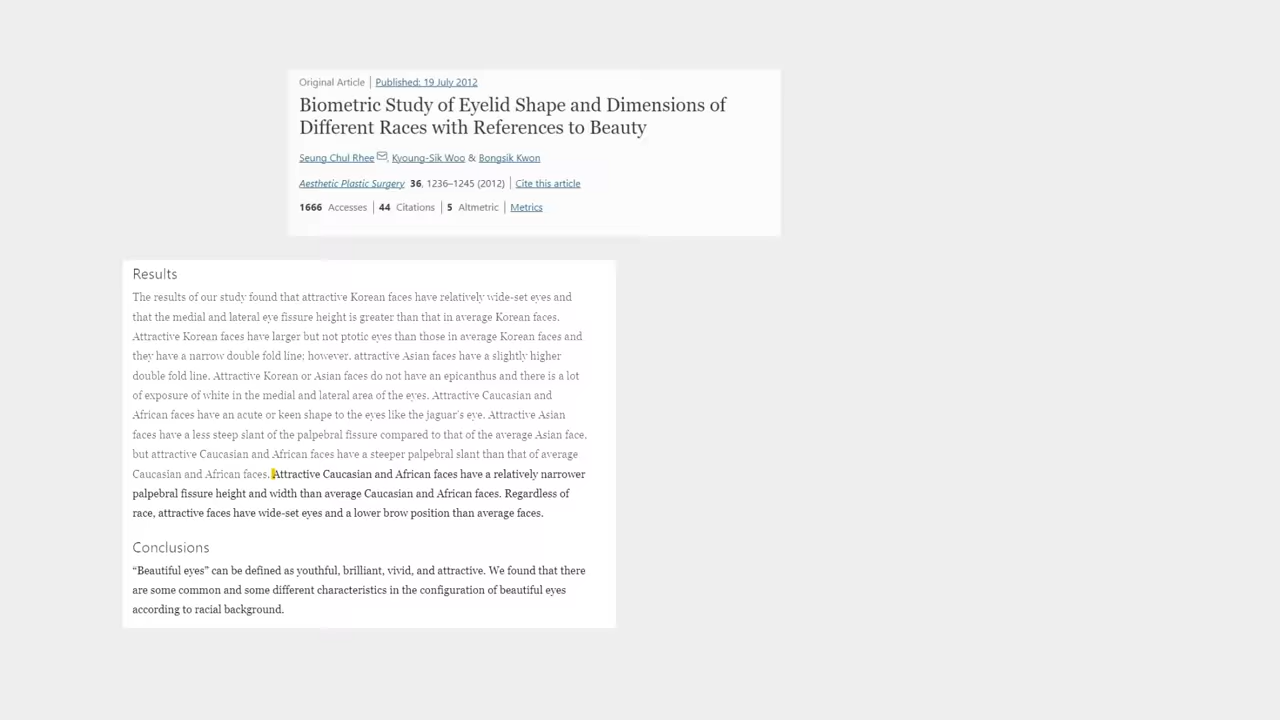 Original Article | Published: 19 July 2012
Biometric Study of Eyelid Shape and Dimensions of
Different Races with References to Beauty
Seung Chul Rhee, Kyoung-Sik Woo & Bongsik Kwon
Aesthetic Plastic Surgery 36, 1236–1245 (2012) | Cite this article
1666 Accesses | 44 Citations | 5 Altmetric | Metrics
Results
The results of our study found that attractive Korean faces have relatively wide-set eyes and
that the medial and lateral eye fissure height is greater than that in average Korean faces.
Attractive Korean faces have larger but not ptotic eyes than those in average Korean faces and
they have a narrow double fold line; however, attractive Asian faces have a slightly higher
double fold line. Attractive Korean or Asian faces do not have an epicanthus and there is a lot
of exposure of white in the medial and lateral area of the eyes. Attractive Caucasian and
African faces have an acute or keen shape to the eyes like the jaguar's eye. Attractive Asian
faces have a less steep slant of the palpebral fissure compared to that of the average Asian face,
but attractive Caucasian and African faces have a steeper palpebral slant than that of average
Caucasian and African faces. Attractive Caucasian and African faces have a relatively narrower
palpebral fissure height and width than average Caucasian and African faces. Regardless of
race, attractive faces have wide-set eyes and a lower brow position than average faces.
Conclusions
“Beautiful eyes” can be defined as youthful, brilliant, vivid, and attractive. We found that there
are some common and some different characteristics in the configuration of beautiful eyes
according to racial background.